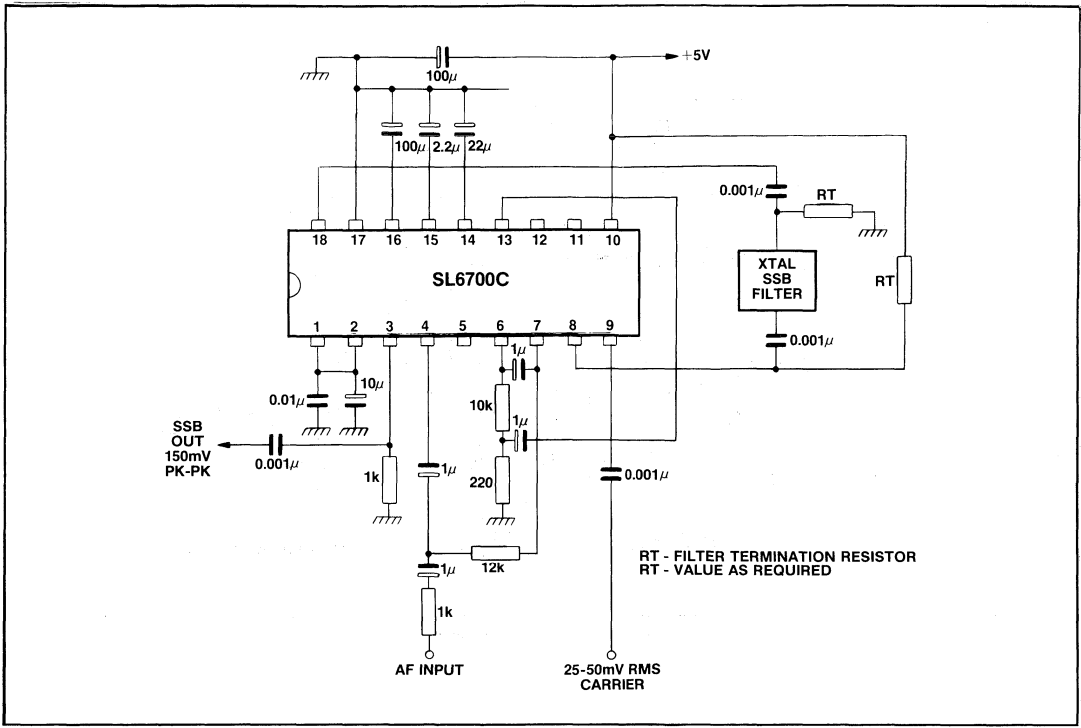 +5V
100μ
100μ 2.2μ 22μ
0.001μ
RT
18 17 16 15 14 13 12 11 10
SL6700C
XTAL
SSB
FILTER
RT
1 2 3 4 5 6 7 8 9
1μ
0.001μ
10μ
0.01μ
10k
1μ
SSB
OUT
150mV
PK-PK
0.001μ
1k
1μ
220
0.001μ
12k
RT - FILTER TERMINATION RESISTOR
RT - VALUE AS REQUIRED
1μ
1k
AF INPUT
25-50mV RMS
CARRIER